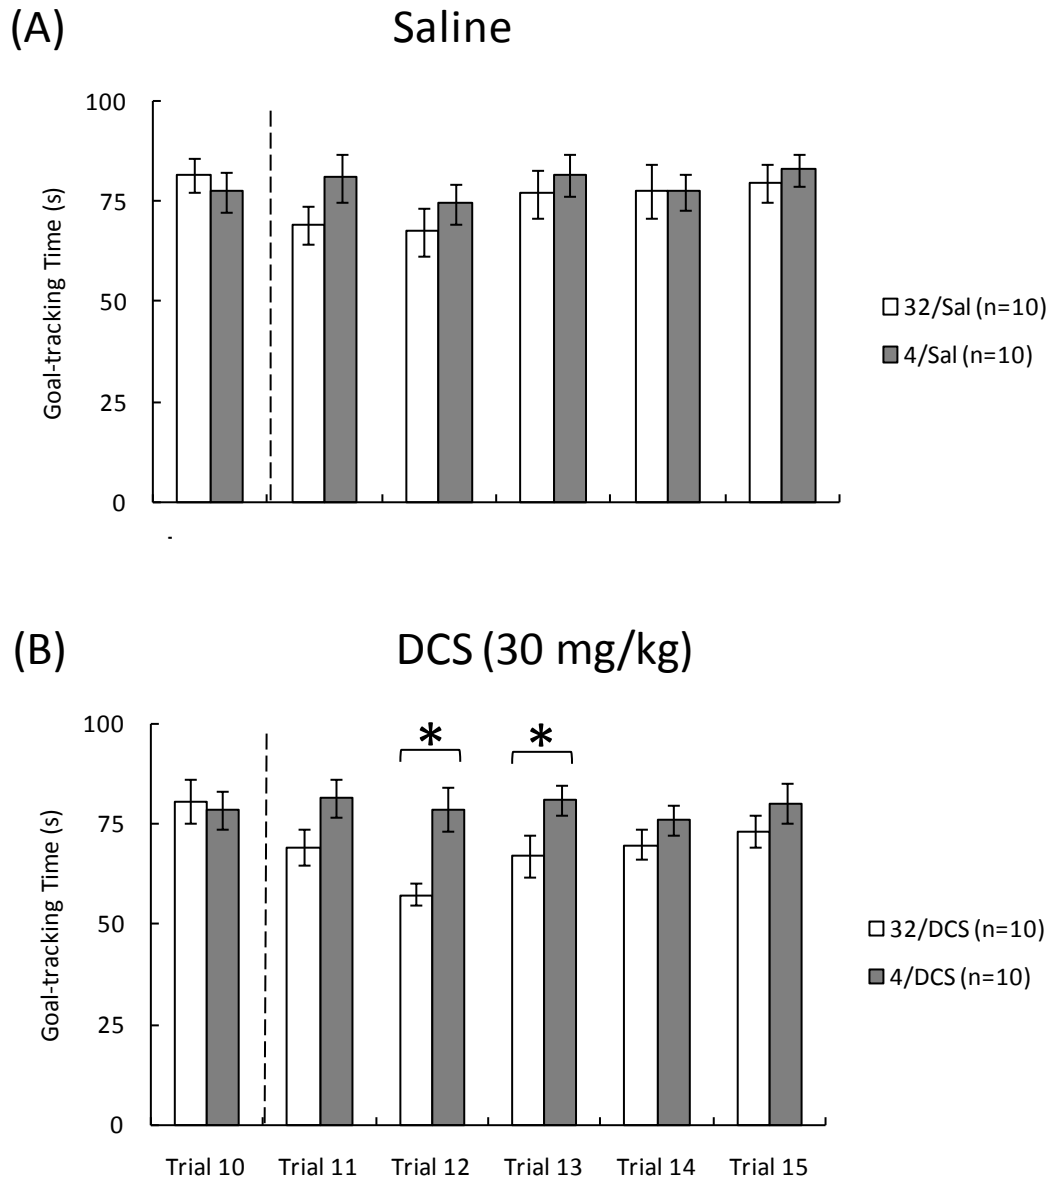 (A) Saline
100
75
50
25
0
Goal-tracking Time (s)
32/Sal (n=10)
4/Sal (n=10)
-
(B) DCS (30 mg/kg)
* *
100
75
50
25
0
Goal-tracking Time (s)
32/DCS (n=10)
4/DCS (n=10)
Trial 10 Trial 11 Trial 12 Trial 13 Trial 14 Trial 15